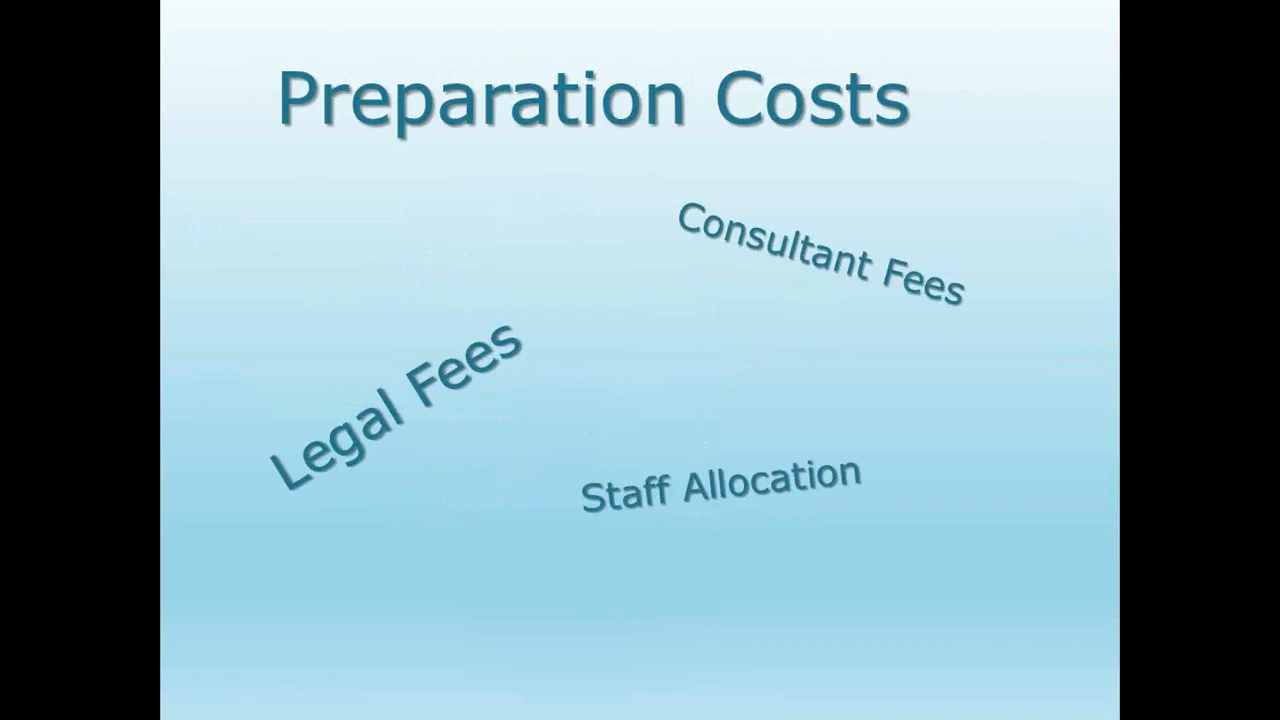 Preparation Costs
Consultant Fees
Legal Fees
Staff Allocation